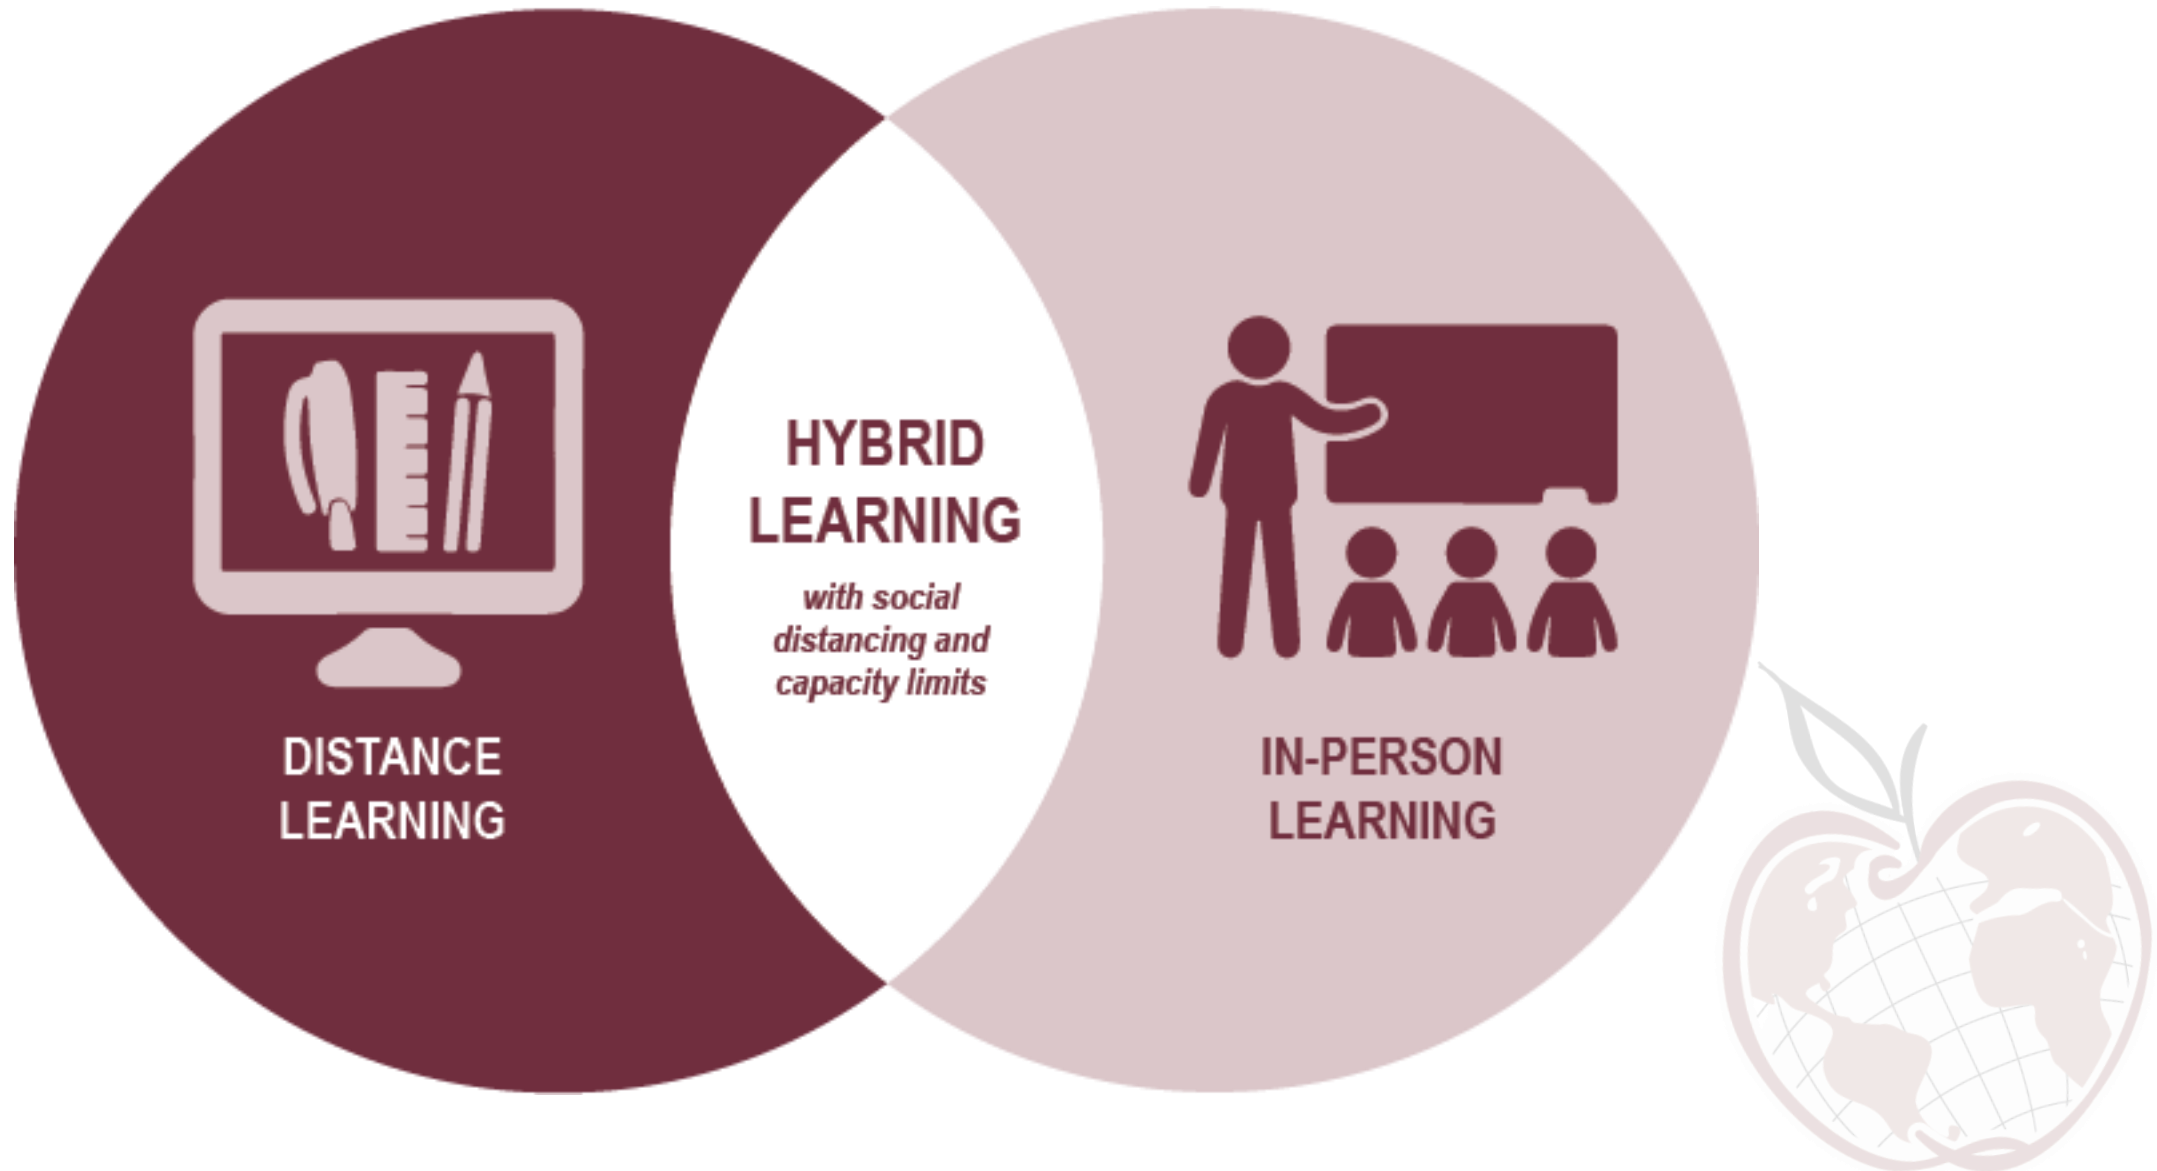 HYBRID
LEARNING
with social
distancing and
capacity limits
DISTANCE
LEARNING
IN-PERSON
LEARNING